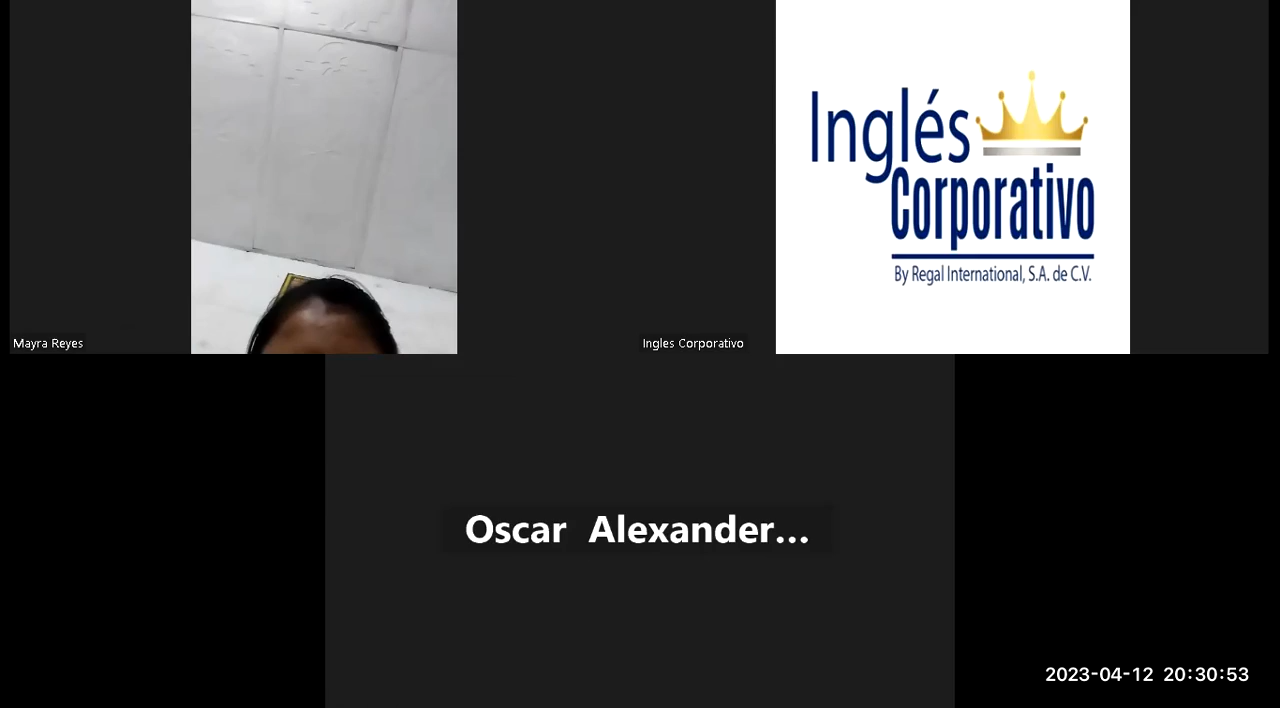 Inglés
Corporativo
By Regal International, S.A. de C.V.
Mayra Reyes
Ingles Corporativo
Oscar Alexander...
2023-04-12 20:30:53